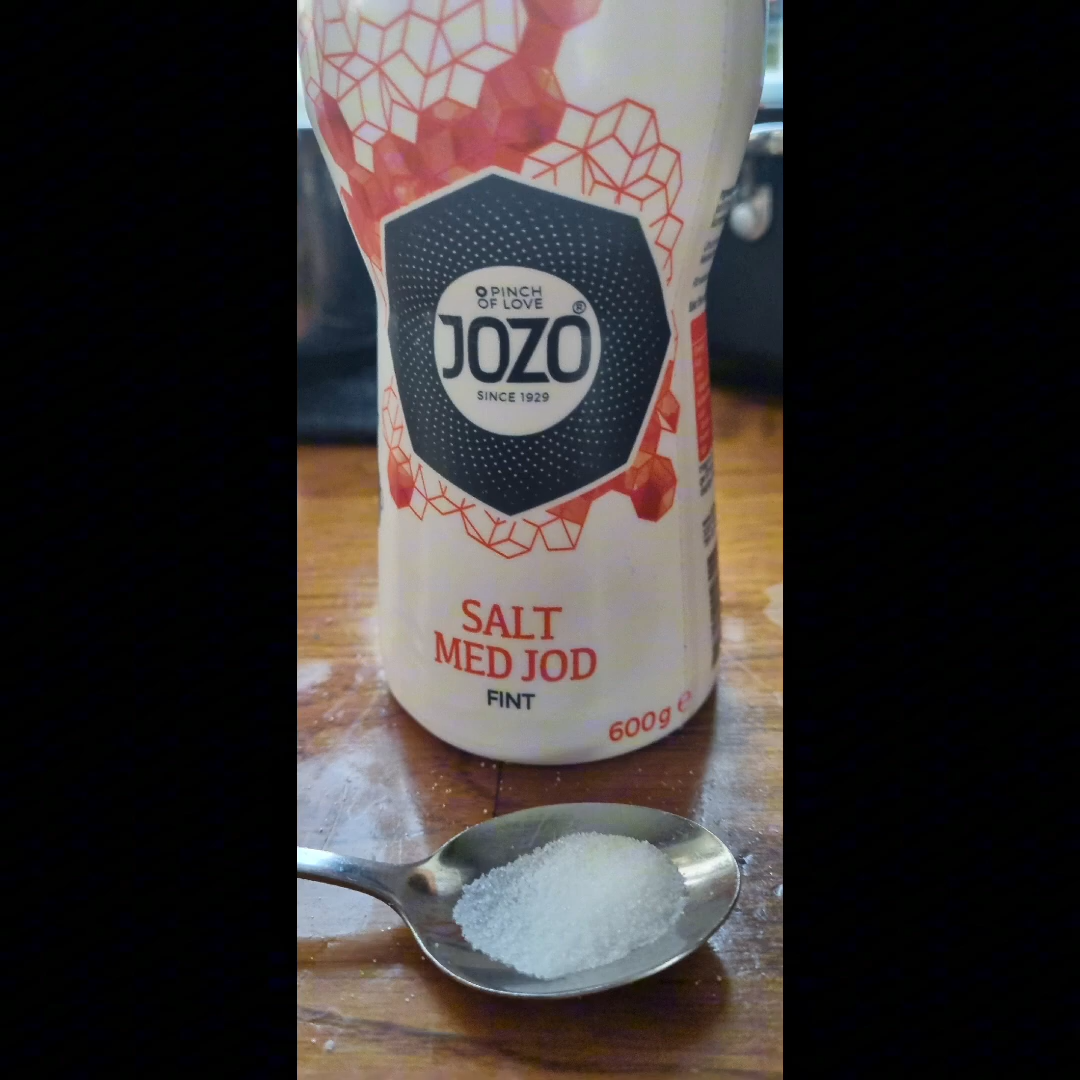 PINCH
OF LOVE
JOZO®
SINCE 1929
SALT
MED JOD
FINT
600g ℮